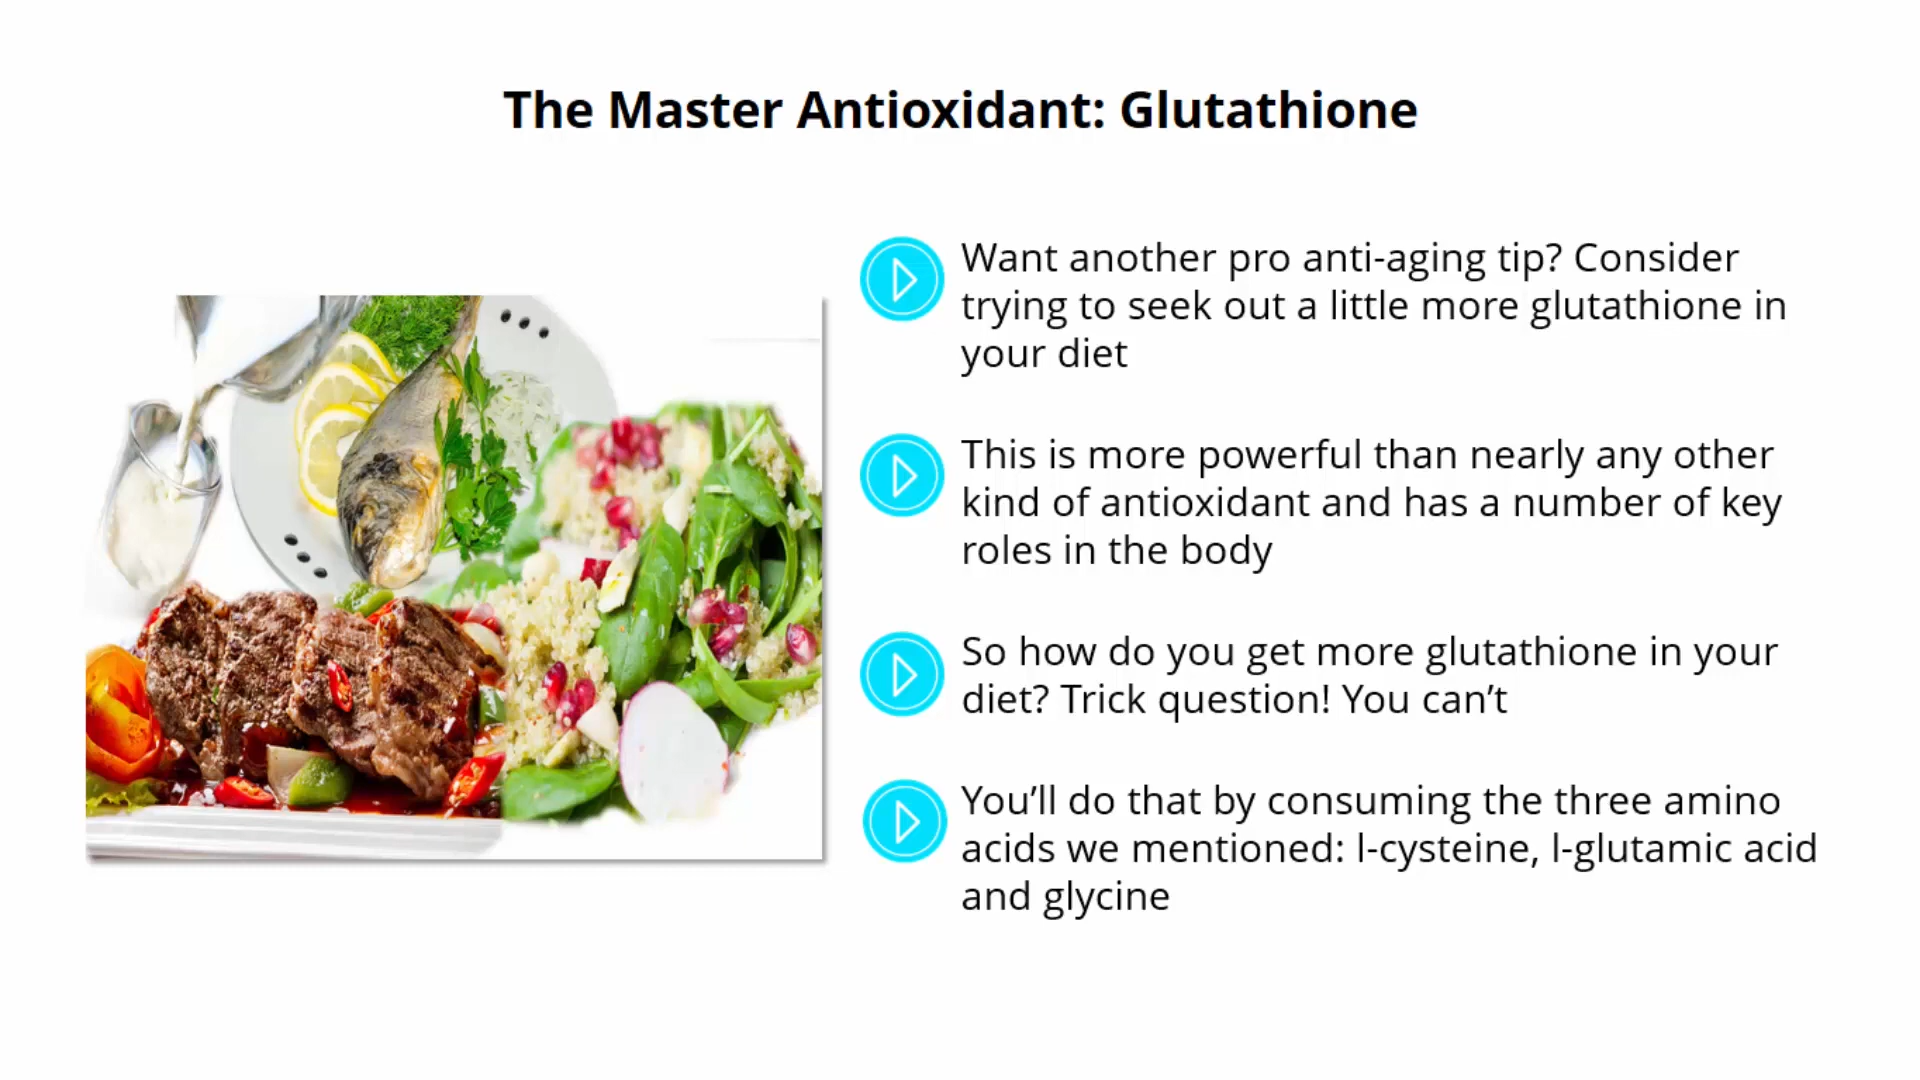 The Master Antioxidant: Glutathione
Want another pro anti-aging tip? Consider
trying to seek out a little more glutathione in
your diet
This is more powerful than nearly any other
kind of antioxidant and has a number of key
roles in the body
So how do you get more glutathione in your
diet? Trick question! You can’t
You’ll do that by consuming the three amino
acids we mentioned: l-cysteine, l-glutamic acid
and glycine